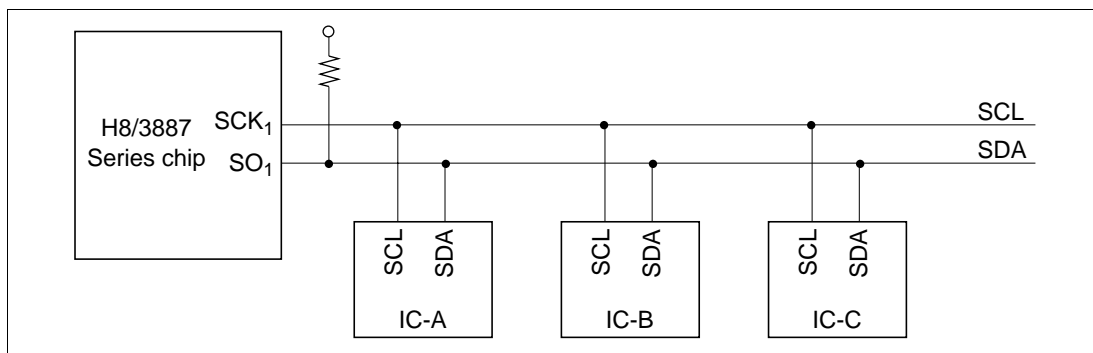 H8/3887
Series chip
SCK₁
SO₁
SCL
SDA
SCL
SDA
IC-A
SCL
SDA
IC-B
SCL
SDA
IC-C